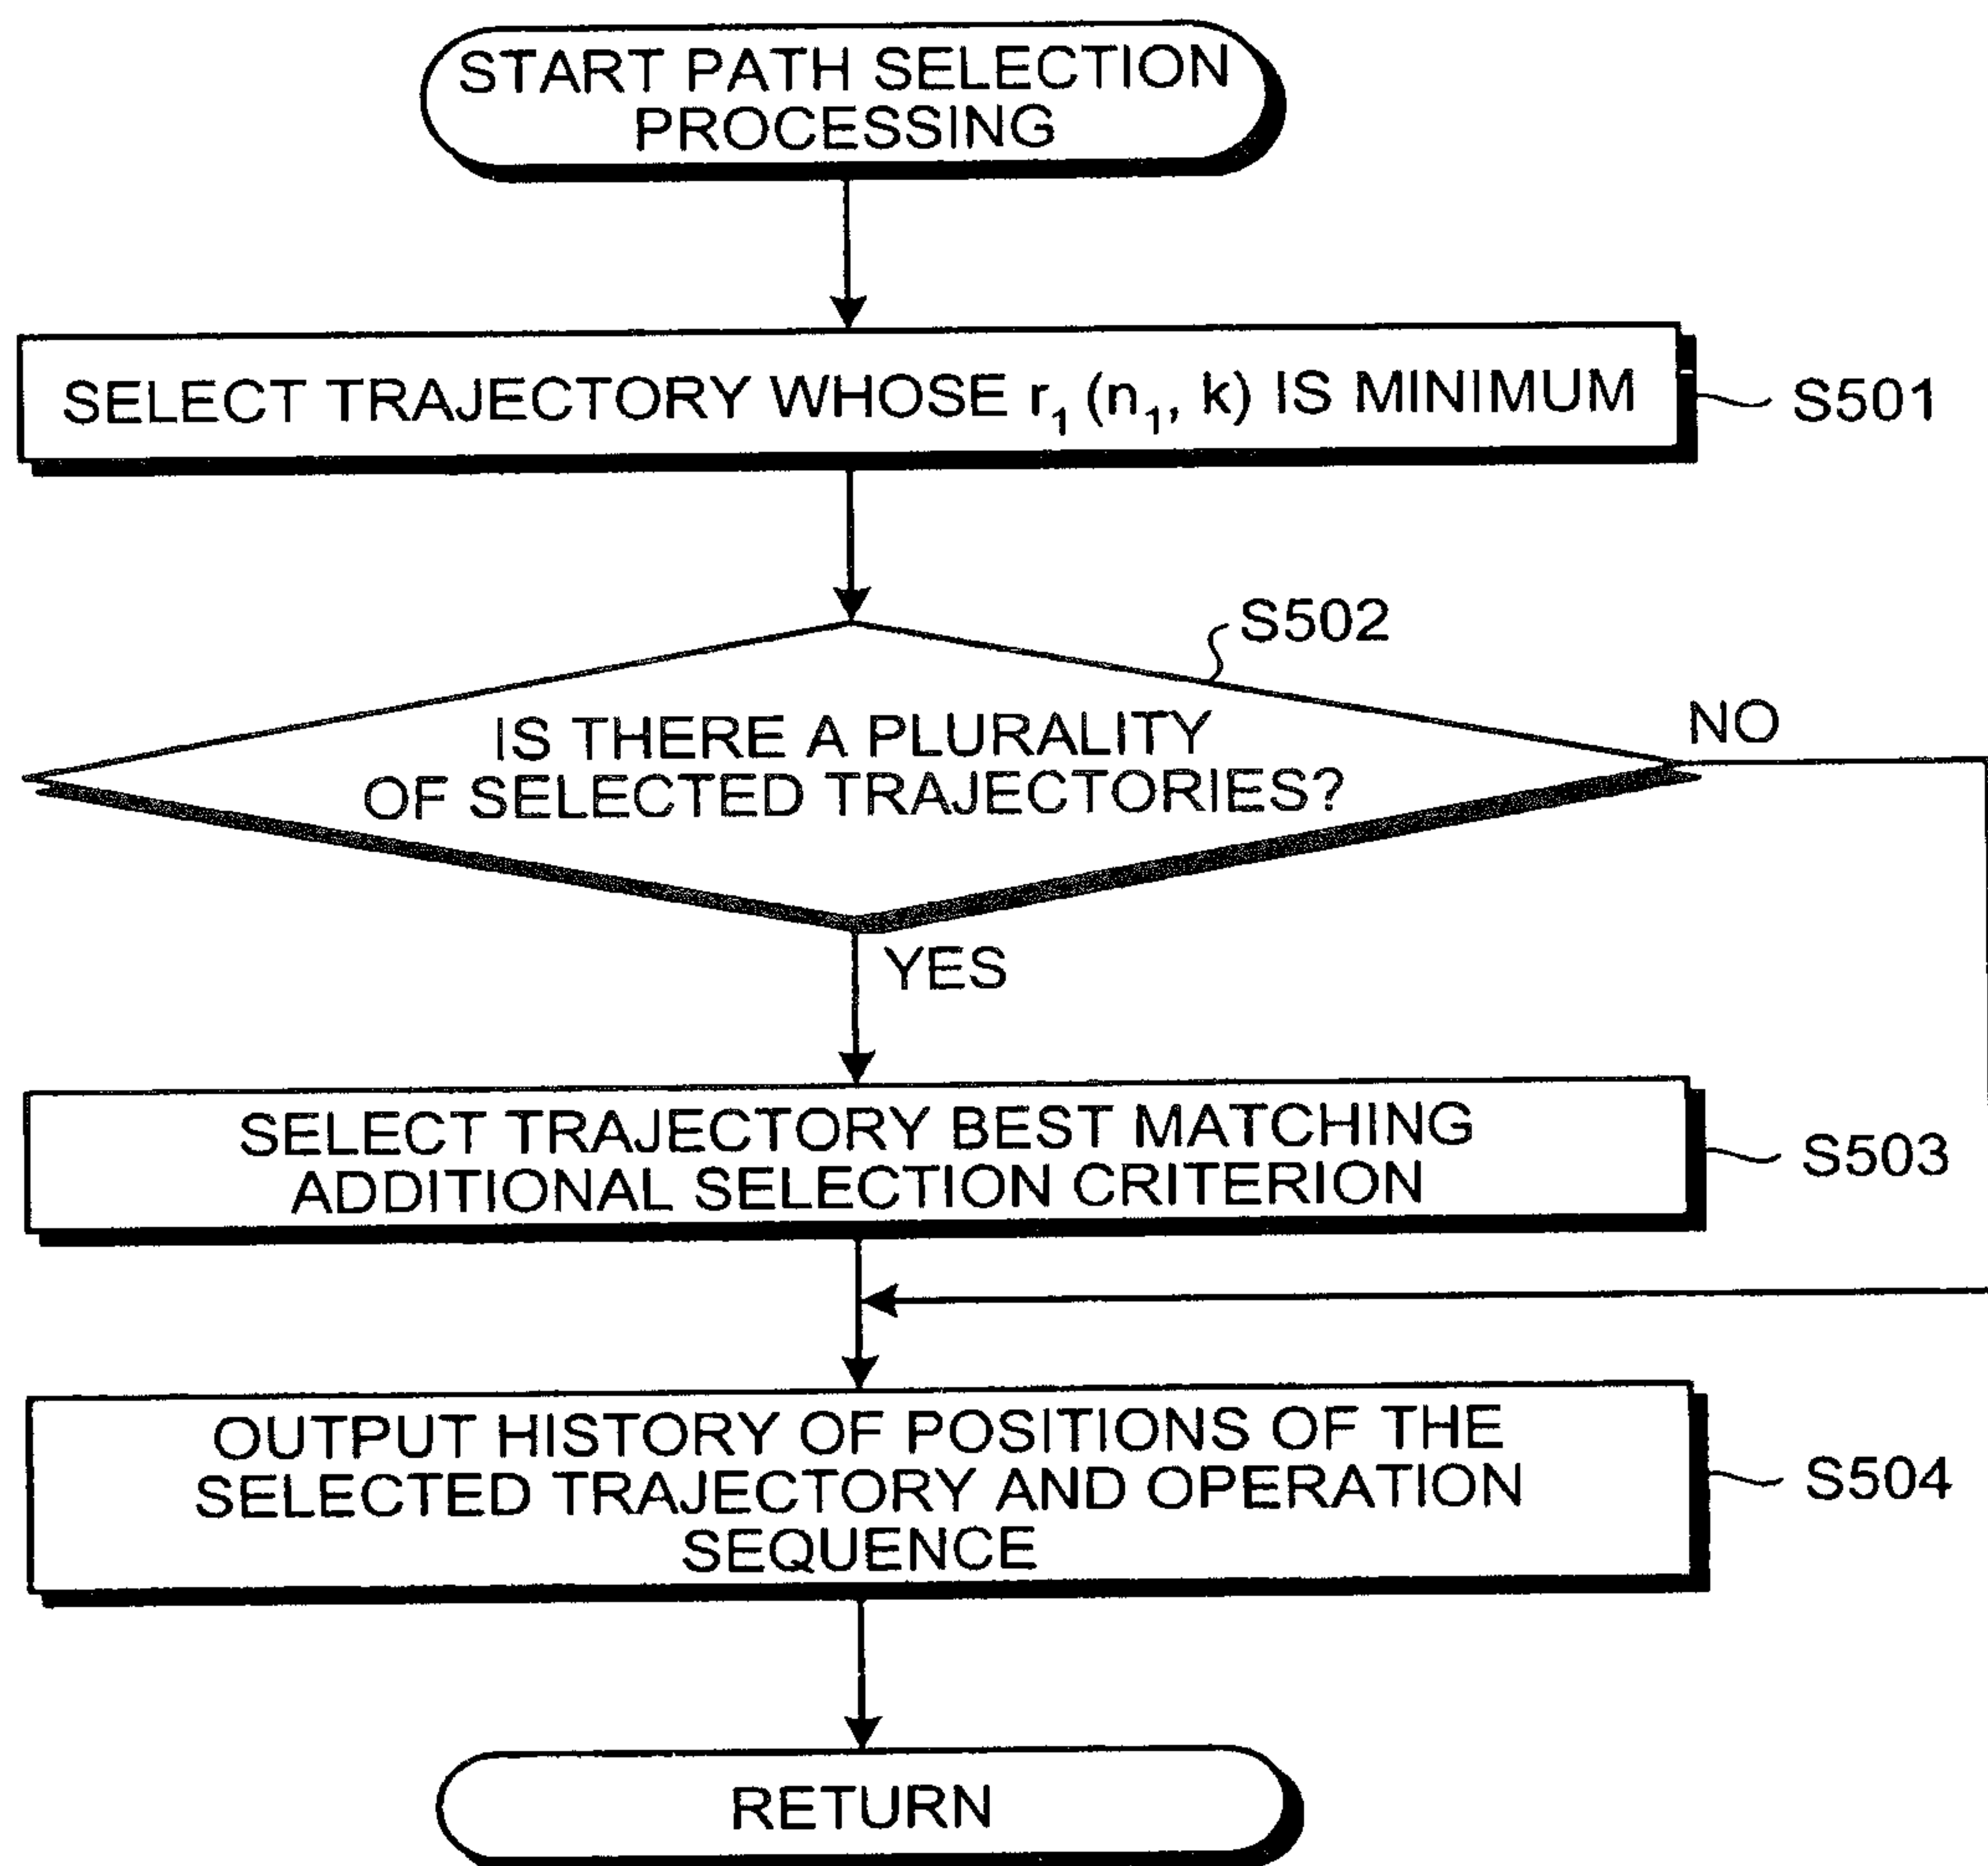 START PATH SELECTION
PROCESSING
SELECT TRAJECTORY WHOSE r₁ (n₁, k) IS MINIMUM
S501
S502
IS THERE A PLURALITY
OF SELECTED TRAJECTORIES?
NO
YES
SELECT TRAJECTORY BEST MATCHING
ADDITIONAL SELECTION CRITERION
S503
OUTPUT HISTORY OF POSITIONS OF THE
SELECTED TRAJECTORY AND OPERATION
SEQUENCE
S504
RETURN